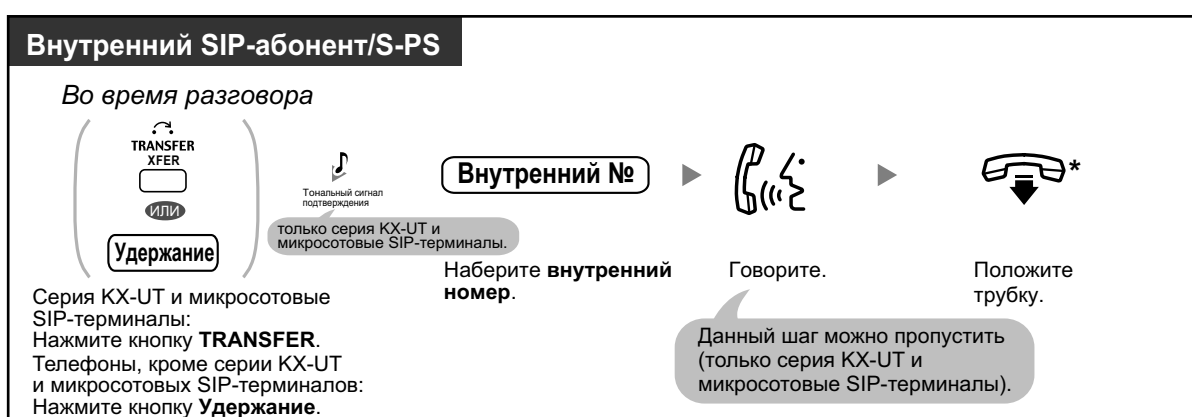 Внутренний SIP-абонент/S-PS
Во время разговора
TRANSFER
XFER
ИЛИ
Удержание
Тональный сигнал
подтверждения
только серия KX-UT и
микросотовые SIP-терминалы.
Серия KX-UT и микросотовые
SIP-терминалы:
Нажмите кнопку TRANSFER.
Телефоны, кроме серии KX-UT
и микросотовых SIP-терминалов:
Нажмите кнопку Удержание.
Внутренний №
Наберите внутренний
номер.
Говорите.
Данный шаг можно пропустить
(только серия KX-UT и
микросотовые SIP-терминалы).
*
Положите
трубку.